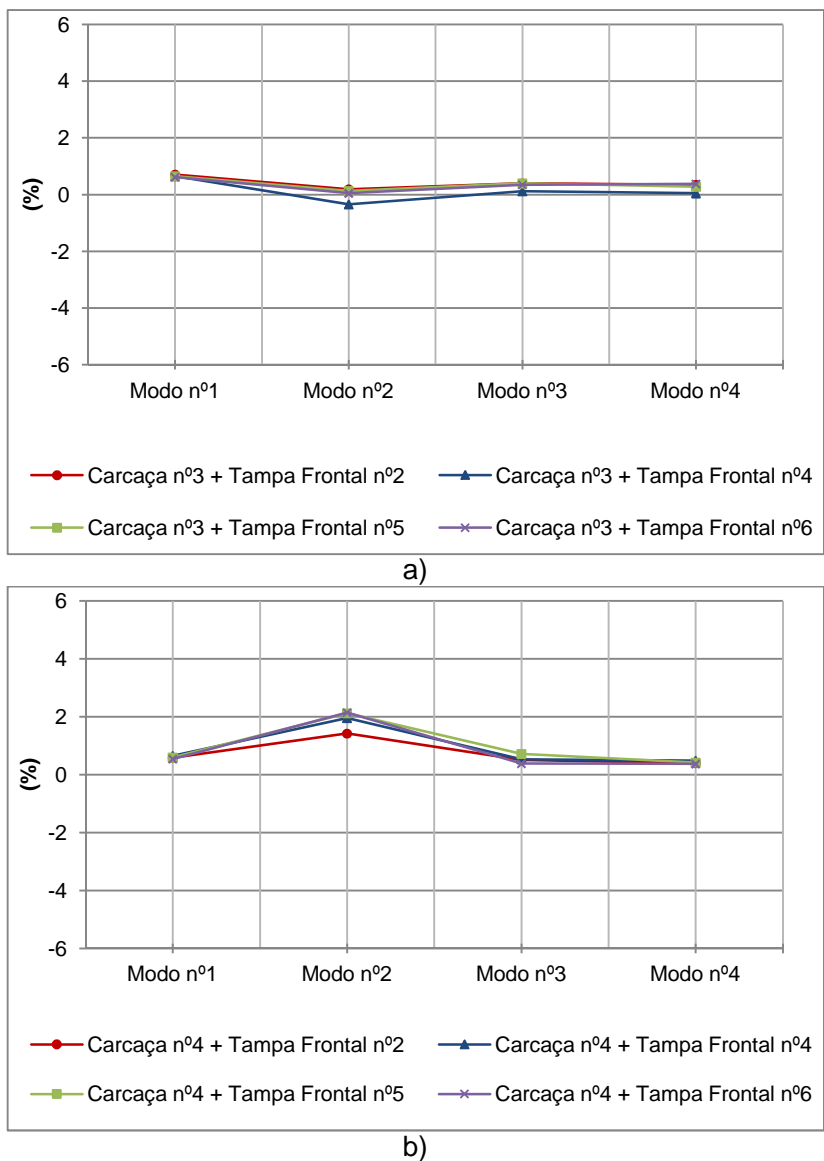 6
4
2
0
-2
-4
-6
(%)
Modo nº1 Modo nº2 Modo nº3 Modo nº4
Carcaça nº3 + Tampa Frontal nº2 Carcaça nº3 + Tampa Frontal nº4
Carcaça nº3 + Tampa Frontal nº5 Carcaça nº3 + Tampa Frontal nº6
a)
6
4
2
0
-2
-4
-6
(%)
Modo nº1 Modo nº2 Modo nº3 Modo nº4
Carcaça nº4 + Tampa Frontal nº2 Carcaça nº4 + Tampa Frontal nº4
Carcaça nº4 + Tampa Frontal nº5 Carcaça nº4 + Tampa Frontal nº6
b)